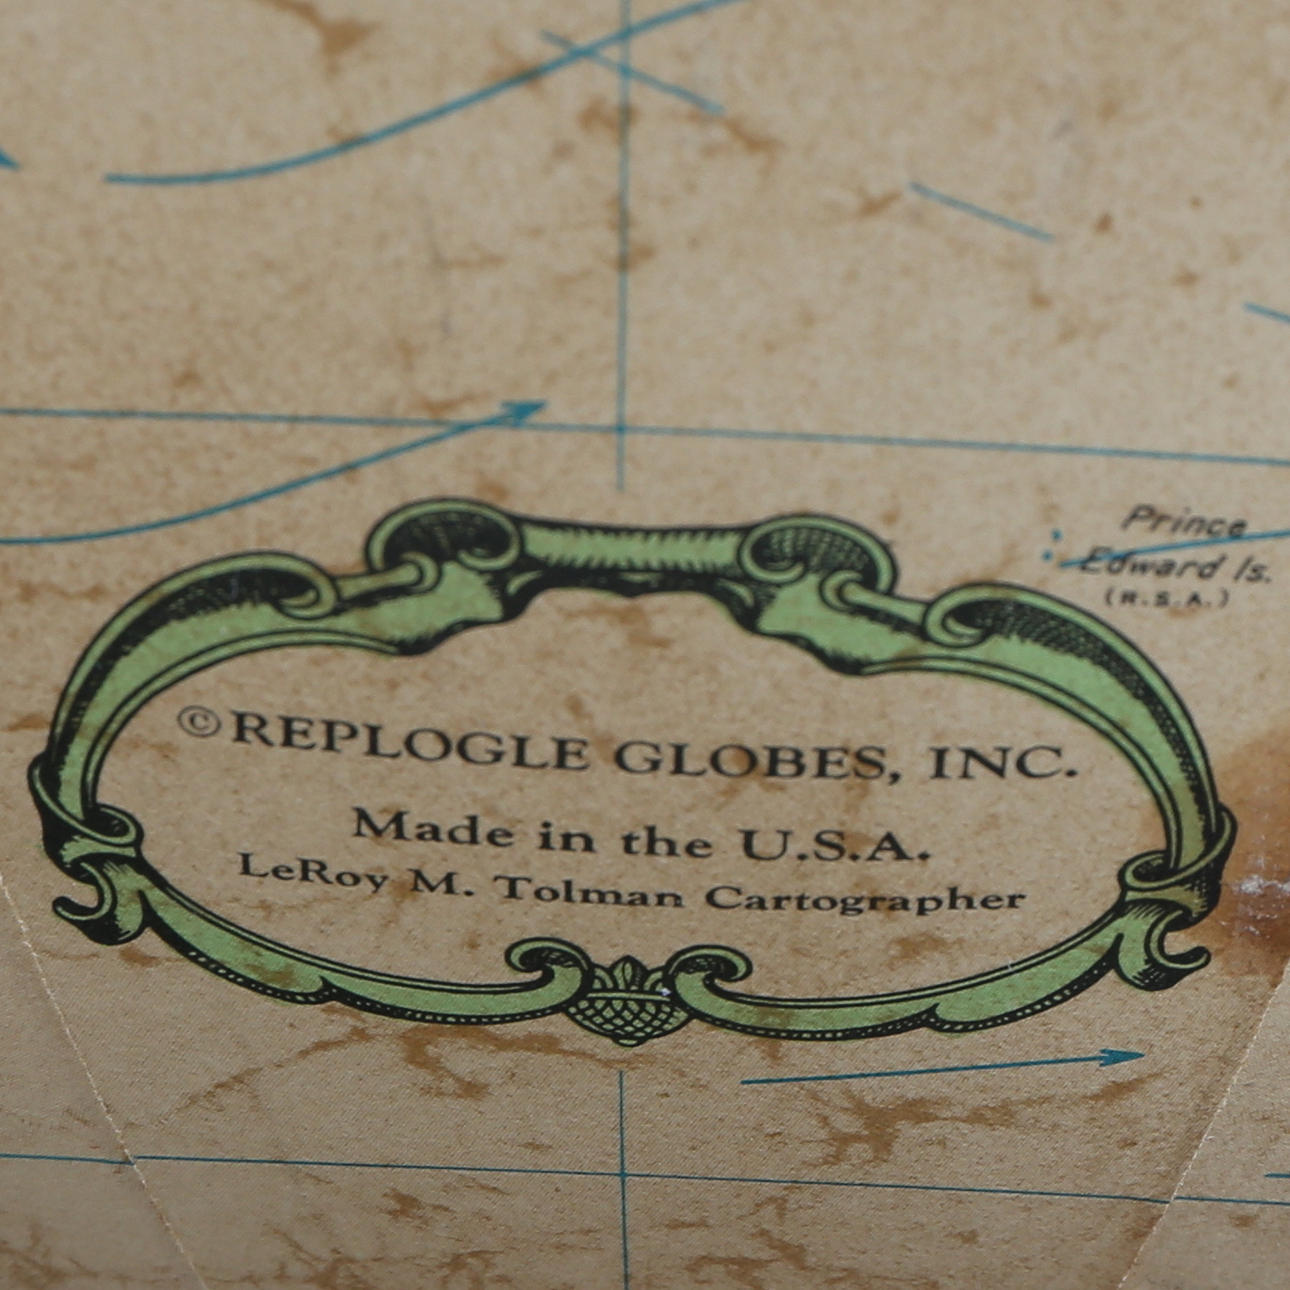 Prince
Edward Is.
(R.S.A.)
©REPLOGLE GLOBES, INC.
Made in the U.S.A.
LeRoy M. Tolman Cartographer